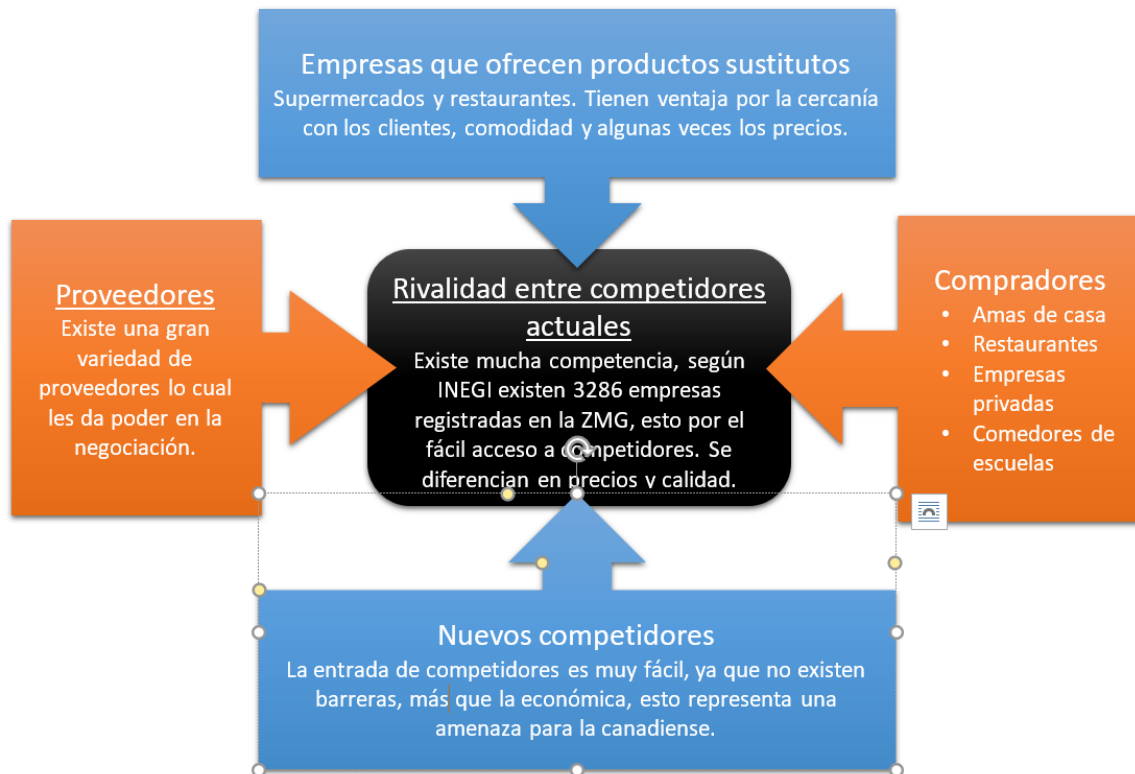 Empresas que ofrecen productos sustitutos
Supermercados y restaurantes. Tienen ventaja por la cercanía
con los clientes, comodidad y algunas veces los precios.
Proveedores
Existe una gran
variedad de
proveedores lo cual
les da poder en la
negociación.
Rivalidad entre competidores
actuales
Existe mucha competencia, según
INEGI existen 3286 empresas
registradas en la ZMG, esto por el
fácil acceso a competidores. Se
diferencian en precios y calidad.
Compradores
• Amas de casa
• Restaurantes
• Empresas
privadas
• Comedores de
escuelas
Nuevos competidores
La entrada de competidores es muy fácil, ya que no existen
barreras, más que la económica, esto representa una
amenaza para la canadiense.